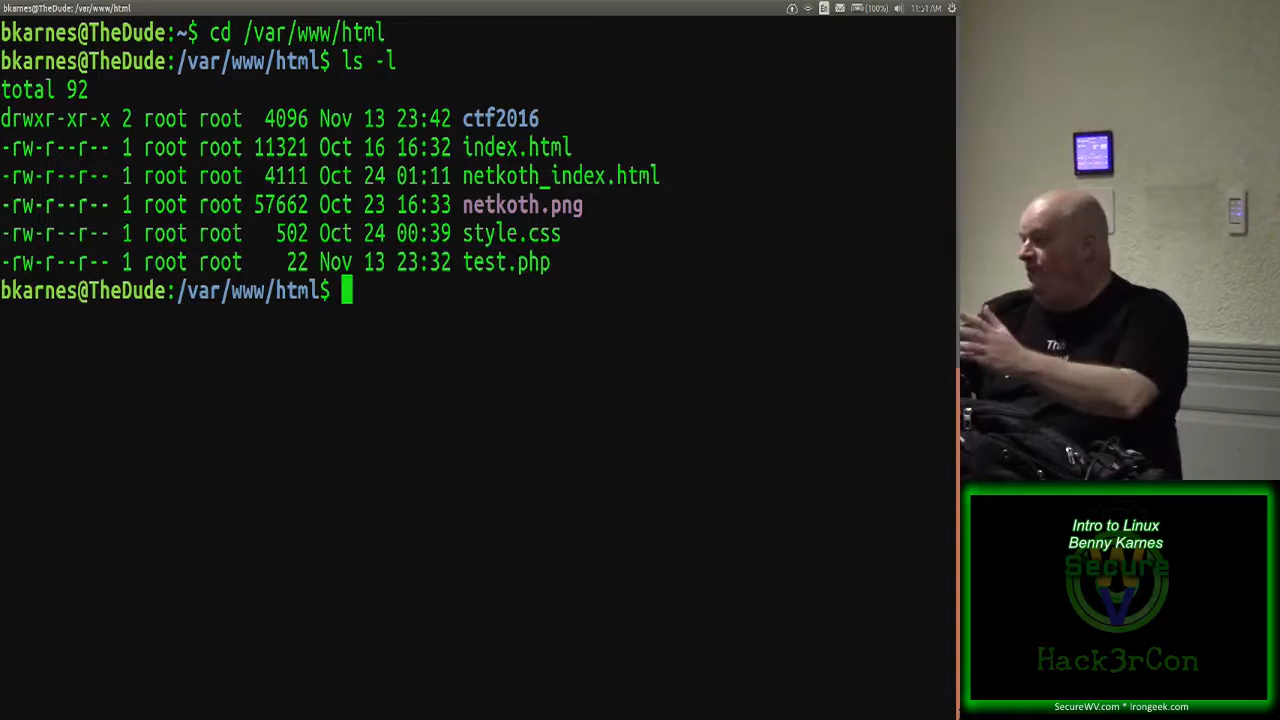 bkarnes@TheDude: /var/www/html
(100%)
11:51AM
bkarnes@TheDude:~$ cd /var/www/html
bkarnes@TheDude:/var/www/html$ ls -l
total 92
drwxr-xr-x 2 root root 4096 Nov 13 23:42 ctf2016
-rw-r--r-- 1 root root 11321 Oct 16 16:32 index.html
-rw-r--r-- 1 root root 4111 Oct 24 01:11 netkoth_index.html
-rw-r--r-- 1 root root 57662 Oct 23 16:33 netkoth.png
-rw-r--r-- 1 root root 502 Oct 24 00:39 style.css
-rw-r--r-- 1 root root 22 Nov 13 23:32 test.php
bkarnes@TheDude:/var/www/html$
Intro to Linux
Benny Karnes
Secure
WV
Hack3rCon
SecureWV.com * irongeek.com